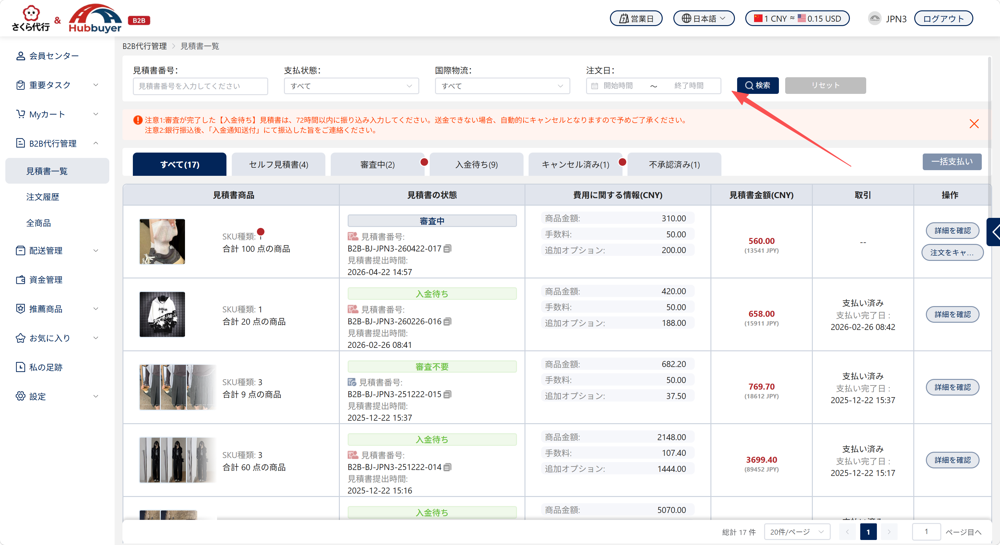 さくら代行 & Hubbuyer B2B
営業日
日本語
1 CNY ≈ 0.15 USD
JPN3
ログアウト
会員センター
重要タスク
Myカート
B2B代行管理
見積書一覧
注文履歴
全商品
配送管理
資金管理
推薦商品
お気に入り
私の足跡
設定
B2B代行管理 > 見積書一覧
見積書番号：
見積書番号を入力してください
支払状態：
すべて
国際物流：
すべて
注文日：
開始時間 ～ 終了時間
検索
リセット
注意1:審査が完了した【入金待ち】見積書は、72時間以内に振り込み入力してください。送金できない場合、自動的にキャンセルとなりますので予めご了承ください。
注意2:銀行振込後、「入金通知送付」にて振込した旨をご連絡ください。
すべて(17)
セルフ見積書(4)
審査中(2)
入金待ち(9)
キャンセル済み(1)
不承認済み(1)
一括支払い
見積書商品 見積書の状態 費用に関する情報(CNY) 見積書金額(CNY) 取引 操作
SKU種類:
合計 100 点の商品
審査中
見積書番号:
B2B-BJ-JPN3-260422-017
見積書提出時間:
2026-04-22 14:57
商品金額: 310.00
手数料: 50.00
追加オプション: 200.00
560.00
(13541 JPY)
--
詳細を確認
注文をキャ...
SKU種類: 1
合計 20 点の商品
入金待ち
見積書番号:
B2B-BJ-JPN3-260226-016
見積書提出時間:
2026-02-26 08:41
商品金額: 420.00
手数料: 50.00
追加オプション: 188.00
658.00
(15911 JPY)
支払い済み
支払い完了日 :
2026-02-26 08:42
詳細を確認
SKU種類: 3
合計 9 点の商品
審査不要
見積書番号:
B2B-BJ-JPN3-251222-015
見積書提出時間:
2025-12-22 15:37
商品金額: 682.20
手数料: 50.00
追加オプション: 37.50
769.70
(18612 JPY)
支払い済み
支払い完了日 :
2025-12-22 15:37
詳細を確認
SKU種類: 3
合計 60 点の商品
入金待ち
見積書番号:
B2B-BJ-JPN3-251222-014
見積書提出時間:
2025-12-22 15:16
商品金額: 2148.00
手数料: 107.40
追加オプション: 1444.00
3699.40
(89452 JPY)
支払い済み
支払い完了日 :
2025-12-22 15:17
詳細を確認
入金待ち
商品金額: 5070.00
総計 17 件
20件/ページ
1
1 ページ目へ